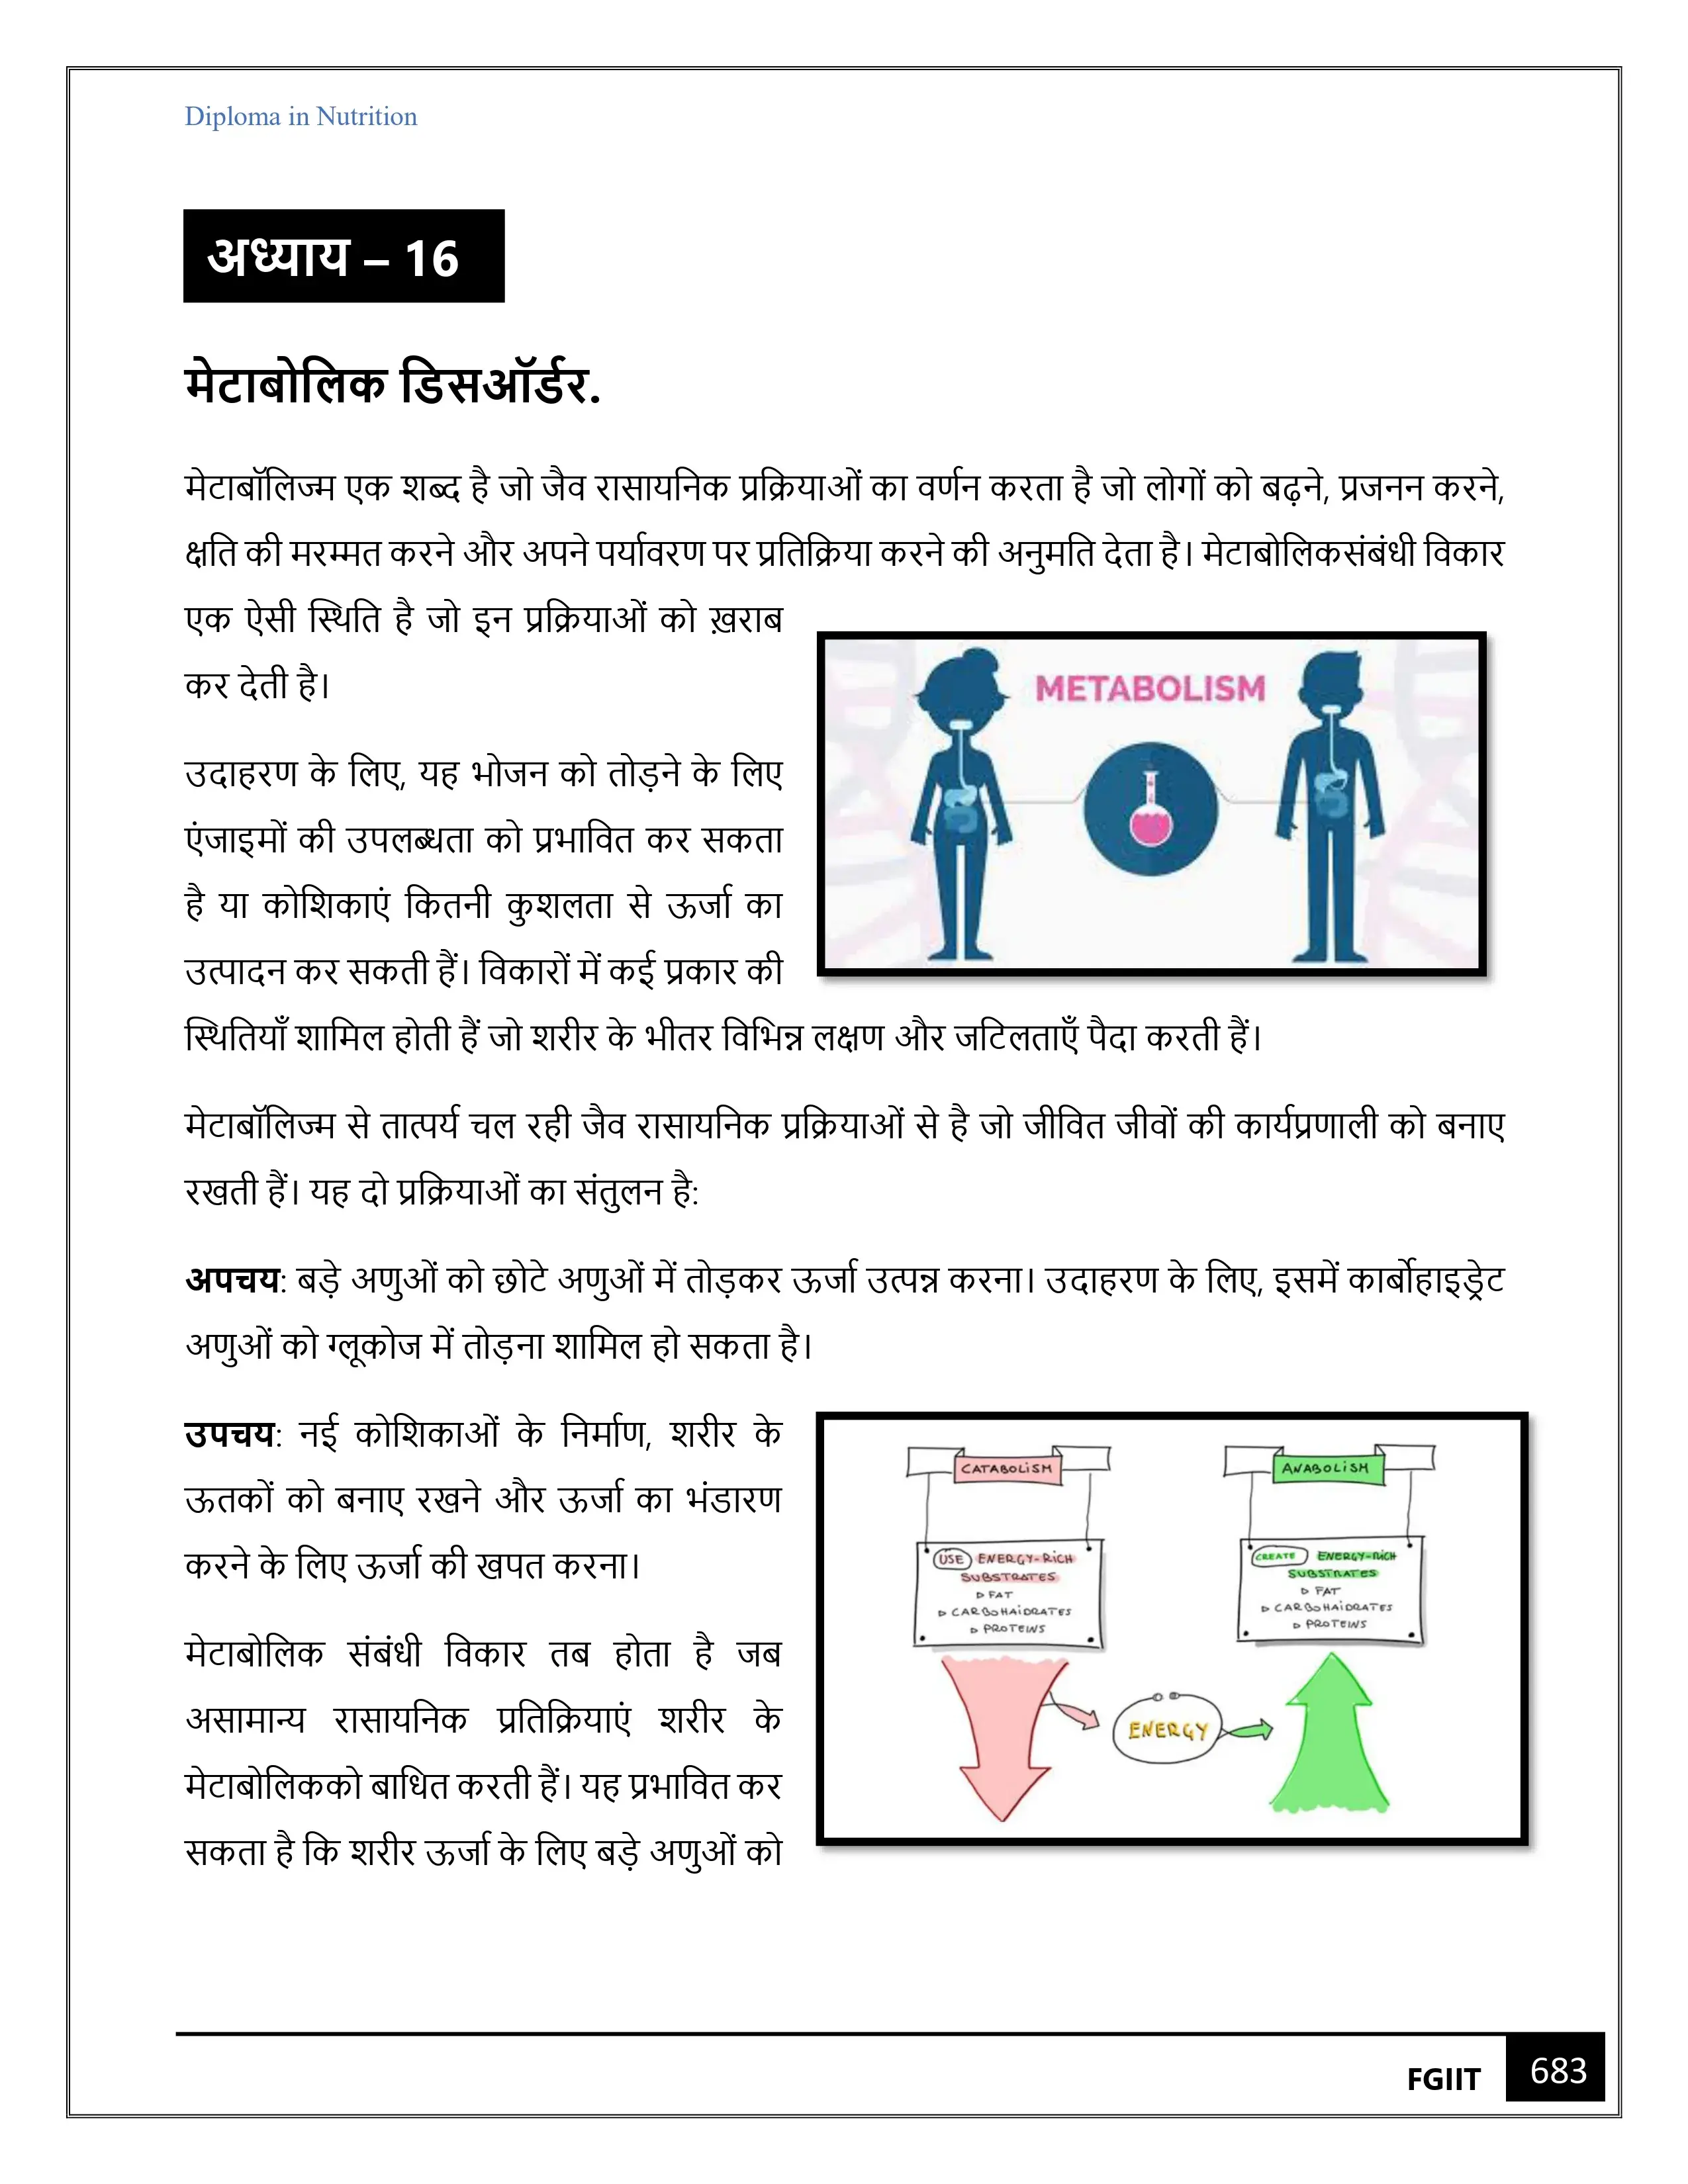 Diploma in Nutrition
अध्याय – 16
मेटाबोलिक डिसऑर्डर.
मेटाबॉलिज्म एक शब्द है जो जैव रासायनिक प्रक्रियाओं का वर्णन करता है जो लोगों को बढ़ने, प्रजनन करने,
क्षति की मरम्मत करने और अपने पर्यावरण पर प्रतिक्रिया करने की अनुमति देता है। मेटाबोलिकसंबंधी विकार
एक ऐसी स्थिति है जो इन प्रक्रियाओं को ख़राब
कर देती है।
METABOLISM
उदाहरण के लिए, यह भोजन को तोड़ने के लिए
एंजाइमों की उपलब्धता को प्रभावित कर सकता
है या कोशिकाएं कितनी कुशलता से ऊर्जा का
उत्पादन कर सकती हैं। विकारों में कई प्रकार की
स्थितियाँ शामिल होती हैं जो शरीर के भीतर विभिन्न लक्षण और जटिलताएँ पैदा करती हैं।
मेटाबॉलिज्म से तात्पर्य चल रही जैव रासायनिक प्रक्रियाओं से है जो जीवित जीवों की कार्यप्रणाली को बनाए
रखती हैं। यह दो प्रक्रियाओं का संतुलन है:
अपचय: बड़े अणुओं को छोटे अणुओं में तोड़कर ऊर्जा उत्पन्न करना। उदाहरण के लिए, इसमें कार्बोहाइड्रेट
अणुओं को ग्लूकोज में तोड़ना शामिल हो सकता है।
उपचय: नई कोशिकाओं के निर्माण, शरीर के
ऊतकों को बनाए रखने और ऊर्जा का भंडारण
करने के लिए ऊर्जा की खपत करना।
मेटाबोलिक संबंधी विकार तब होता है जब
असामान्य रासायनिक प्रतिक्रियाएं शरीर के
मेटाबोलिकको बाधित करती हैं। यह प्रभावित कर
सकता है कि शरीर ऊर्जा के लिए बड़े अणुओं को
CATABOLiSM
USE ENERGY-RiCH
SUBSTRATES
▷ FAT
▷ CARBOHAiDRATES
▷ PROTEiNS
ANABOLiSM
CREATE ENERGY-RiCH
SUBSTRATES
▷ FAT
▷ CARBOHAiDRATES
▷ PROTEiNS
ENERGY
FGIIT 683